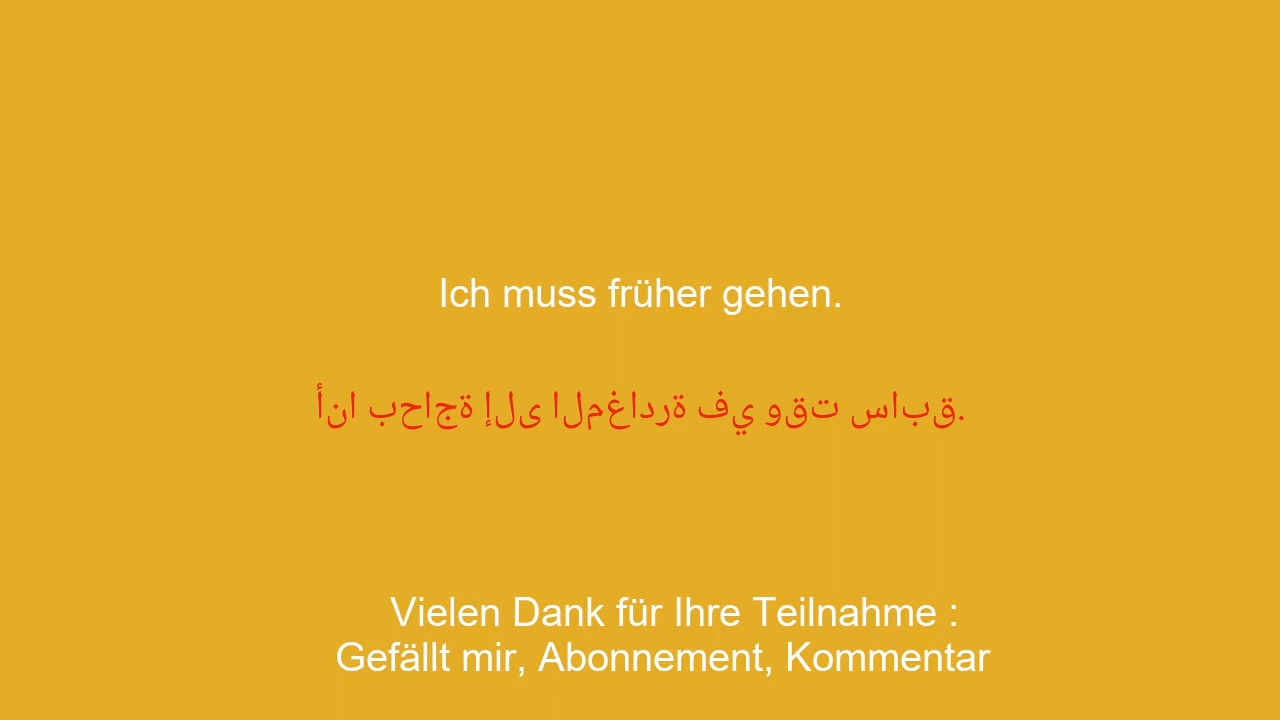 Ich muss früher gehen.
أنا بحاجة إلى المغادرة في وقت سابق.
Vielen Dank für Ihre Teilnahme :
Gefällt mir, Abonnement, Kommentar